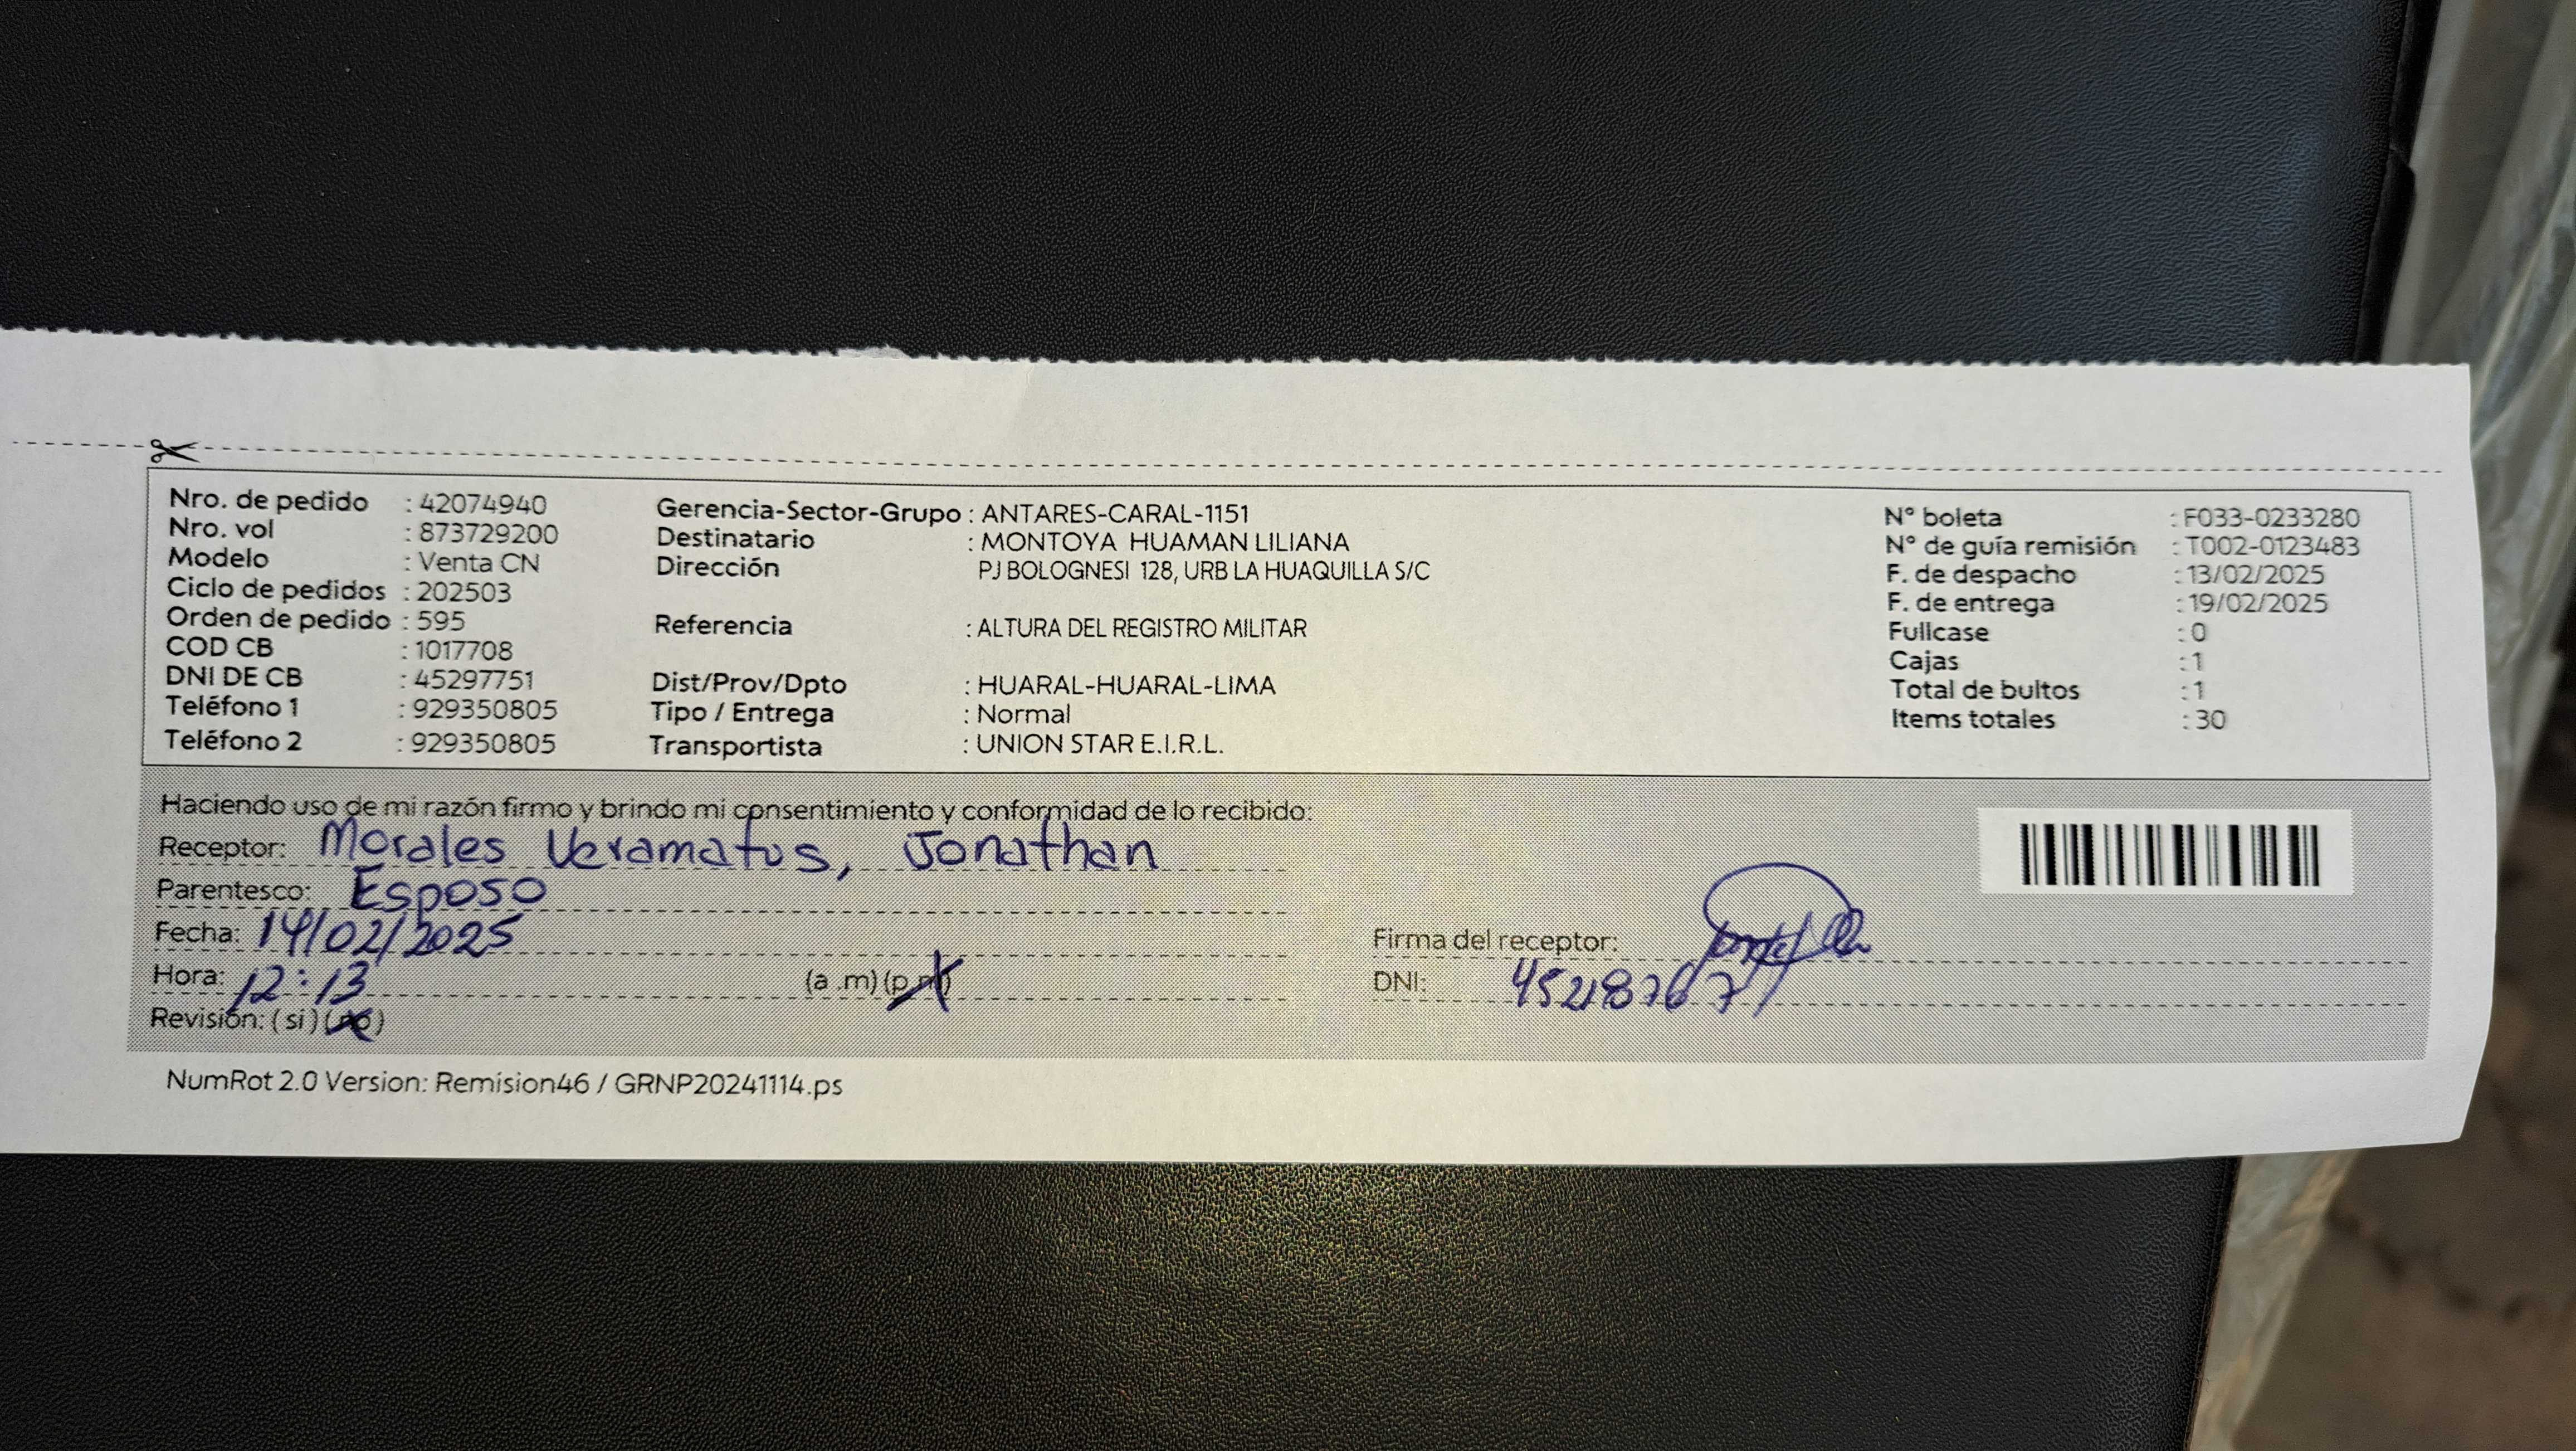 Nro. de pedido : 42074940
Nro. vol : 873729200
Modelo : Venta CN
Ciclo de pedidos : 202503
Orden de pedido : 595
COD CB : 1017708
DNI DE CB : 45297751
Teléfono 1 : 929350805
Teléfono 2 : 929350805
Gerencia-Sector-Grupo : ANTARES-CARAL-1151
Destinatario : MONTOYA HUAMAN LILIANA
Dirección PJ BOLOGNESI 128, URB LA HUAQUILLA S/C
Referencia : ALTURA DEL REGISTRO MILITAR
Dist/Prov/Dpto : HUARAL-HUARAL-LIMA
Tipo / Entrega : Normal
Transportista : UNION STAR E.I.R.L.
N° boleta : F033-0233280
N° de guía remisión : T002-0123483
F. de despacho : 13/02/2025
F. de entrega : 19/02/2025
Fullcase : 0
Cajas : 1
Total de bultos : 1
Items totales : 30
Haciendo uso de mi razón firmo y brindo mi consentimiento y conformidad de lo recibido:
Receptor: Morales Veramatus, Jonathan
Parentesco: Esposo
Fecha: 14/02/2025
Hora: 12:13 (a .m) (p.m)
Revisión: (si) (no)
Firma del receptor:
DNI:
NumRot 2.0 Version: Remision46 / GRNP20241114.ps